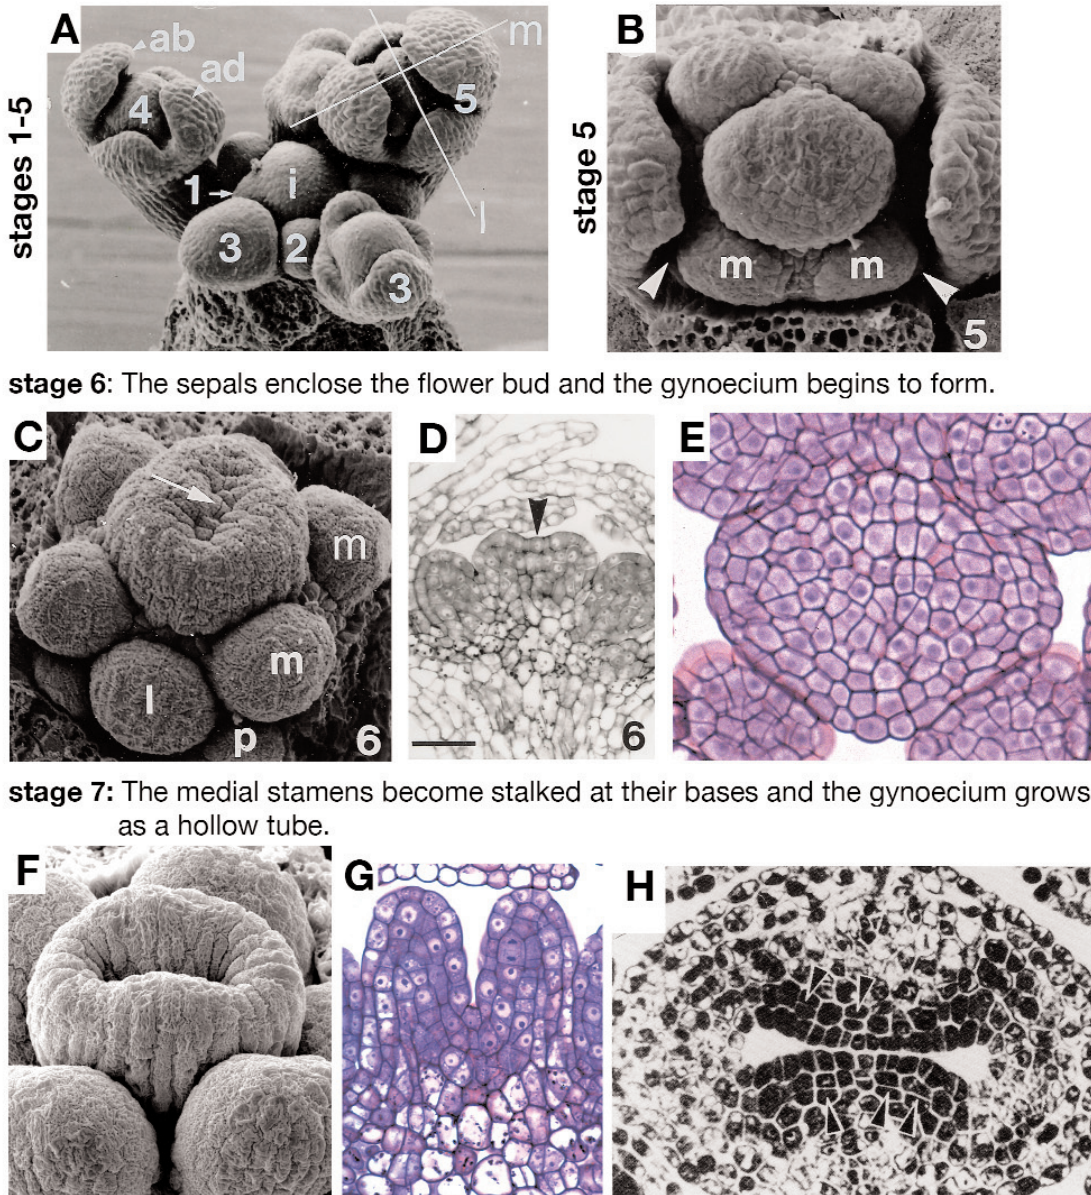 A
ab
ad
m
4
5
1
i
l
3
2
3
stages 1-5
B
m
m
5
stage 5
stage 6: The sepals enclose the flower bud and the gynoecium begins to form.
C
m
m
l
p
6
D
6
E
stage 7: The medial stamens become stalked at their bases and the gynoecium grows
as a hollow tube.
F
G
H